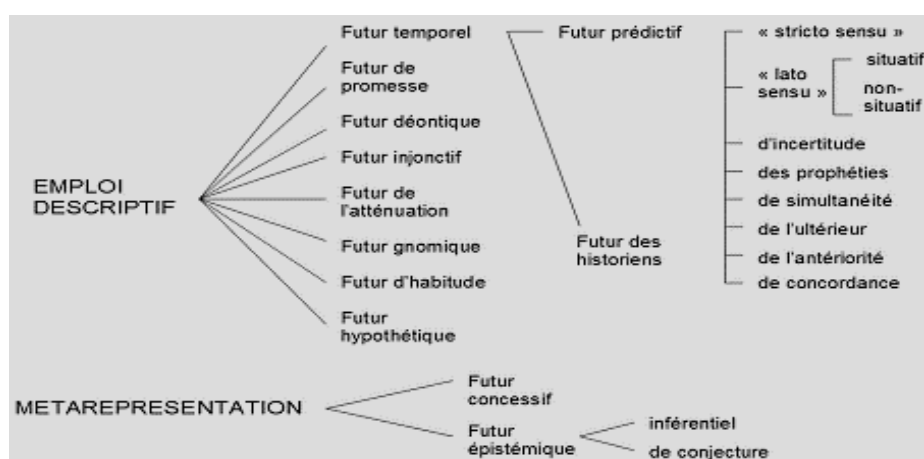 Futur temporel
Futur prédictif
« stricto sensu »
« lato
sensu »
situatif
non-
situatif
Futur de
promesse
Futur déontique
d'incertitude
Futur injonctif
des prophéties
EMPLOI
DESCRIPTIF
Futur de
l'atténuation
de simultanéité
de l'ultérieur
Futur gnomique
Futur des
historiens
de l'antériorité
Futur d'habitude
de concordance
Futur
hypothétique
METAREPRESENTATION
Futur
concessif
Futur
épistémique
inférentiel
de conjecture